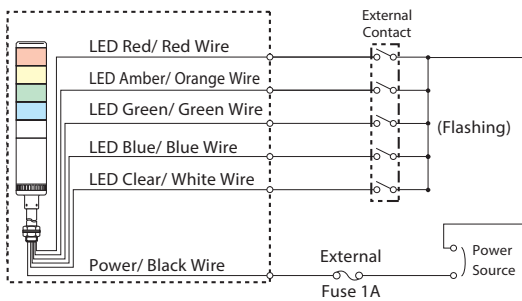 External
Contact
LED Red/ Red Wire
LED Amber/ Orange Wire
LED Green/ Green Wire
(Flashing)
LED Blue/ Blue Wire
LED Clear/ White Wire
Power/ Black Wire
External
Fuse 1A
Power
Source